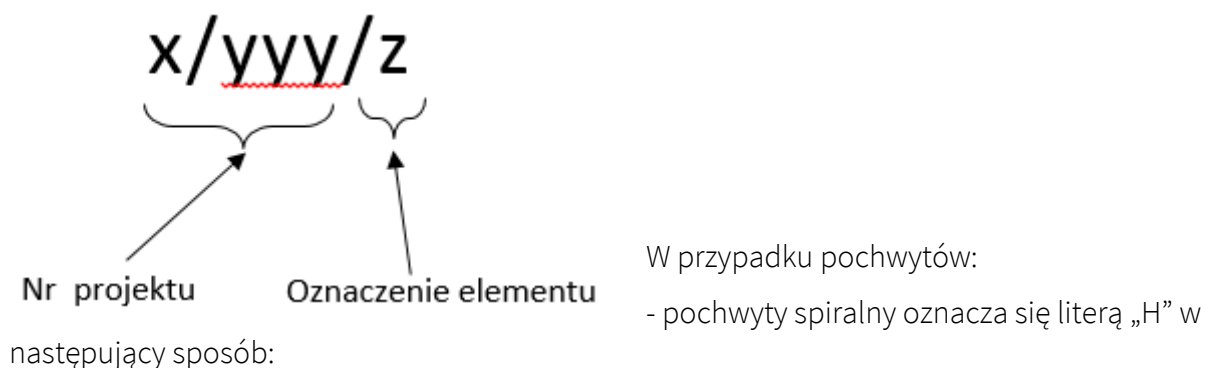 x/yyy/z
Nr projektu
Oznaczenie elementu
W przypadku pochwytów:
- pochwyty spiralny oznacza się literą „H” w
następujący sposób: